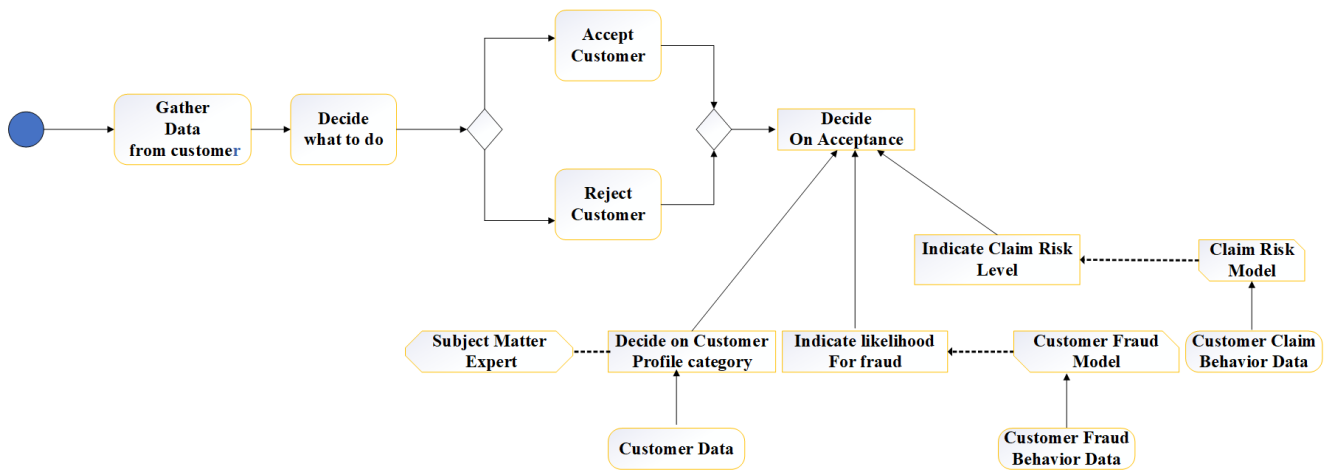 Accept
Customer
Gather
Data
from customer
Decide
what to do
Decide
On Acceptance
Reject
Customer
Indicate Claim Risk
Level
Claim Risk
Model
Subject Matter
Expert
Decide on Customer
Profile category
Indicate likelihood
For fraud
Customer Fraud
Model
Customer Claim
Behavior Data
Customer Data
Customer Fraud
Behavior Data